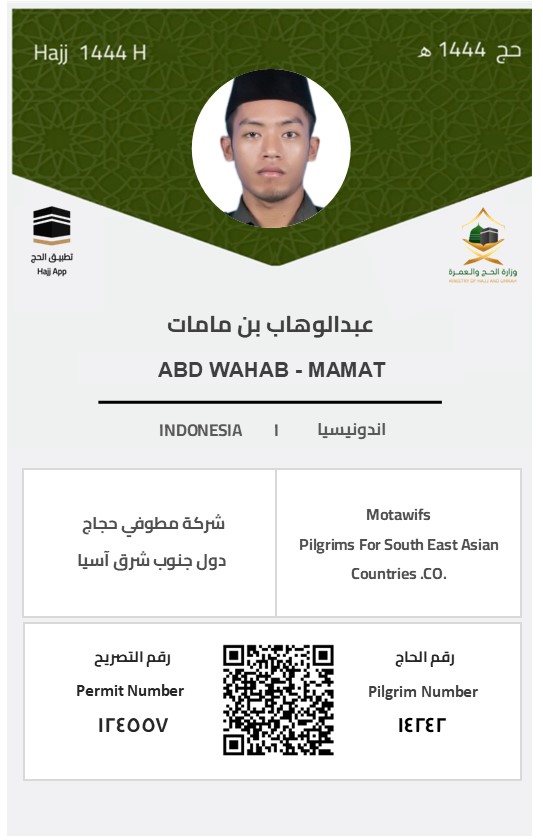 Hajj 1444 H
حج 1444 هـ
تطبيق الحج
Hajj App
وزارة الحج والعمرة
MINISTRY OF HAJJ AND UMRAH
عبدالوهاب بن مامات
ABD WAHAB - MAMAT
INDONESIA | اندونيسيا
شركة مطوفي حجاج
دول جنوب شرق آسيا
Motawifs
Pilgrims For South East Asian
Countries .CO.
رقم التصريح
Permit Number
١٢٤٥٥٧
رقم الحاج
Pilgrim Number
١٤٢٤٢